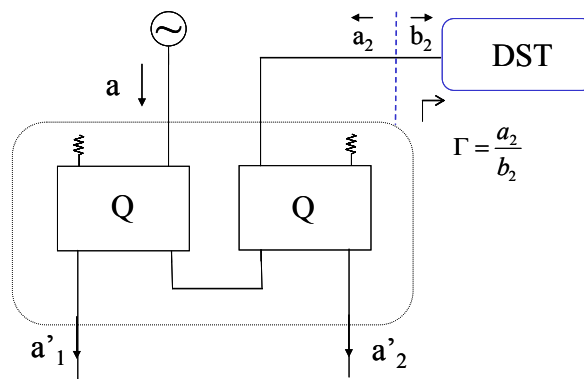 a₂ b₂ DST
a
Γ = a₂ / b₂
Q Q
a'₁ a'₂